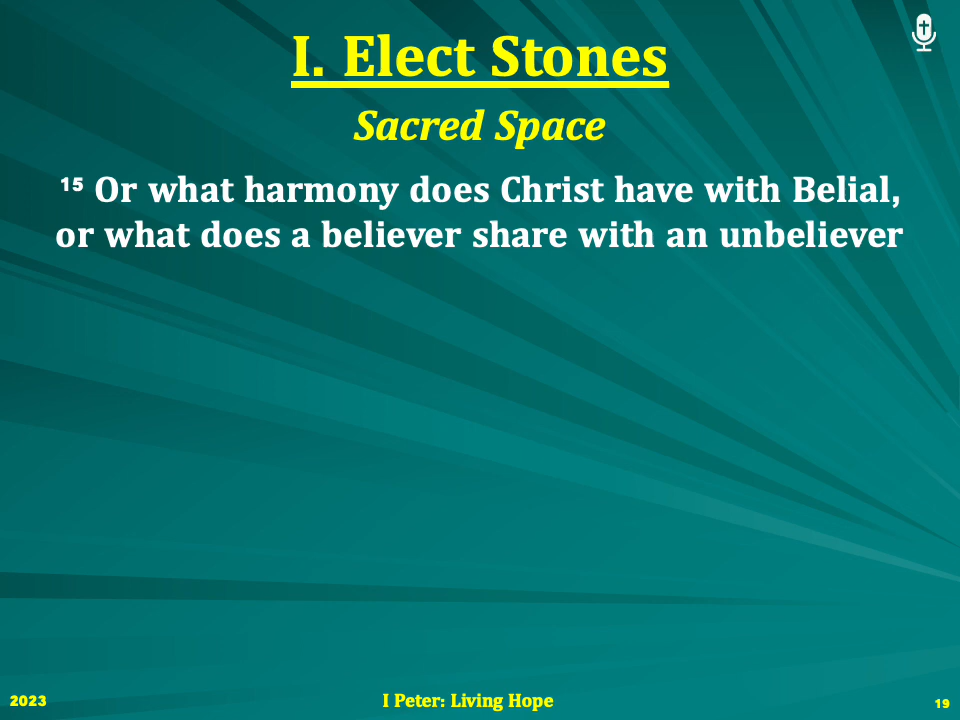 I. Elect Stones
Sacred Space
¹⁵ Or what harmony does Christ have with Belial,
or what does a believer share with an unbeliever
2023
I Peter: Living Hope
19